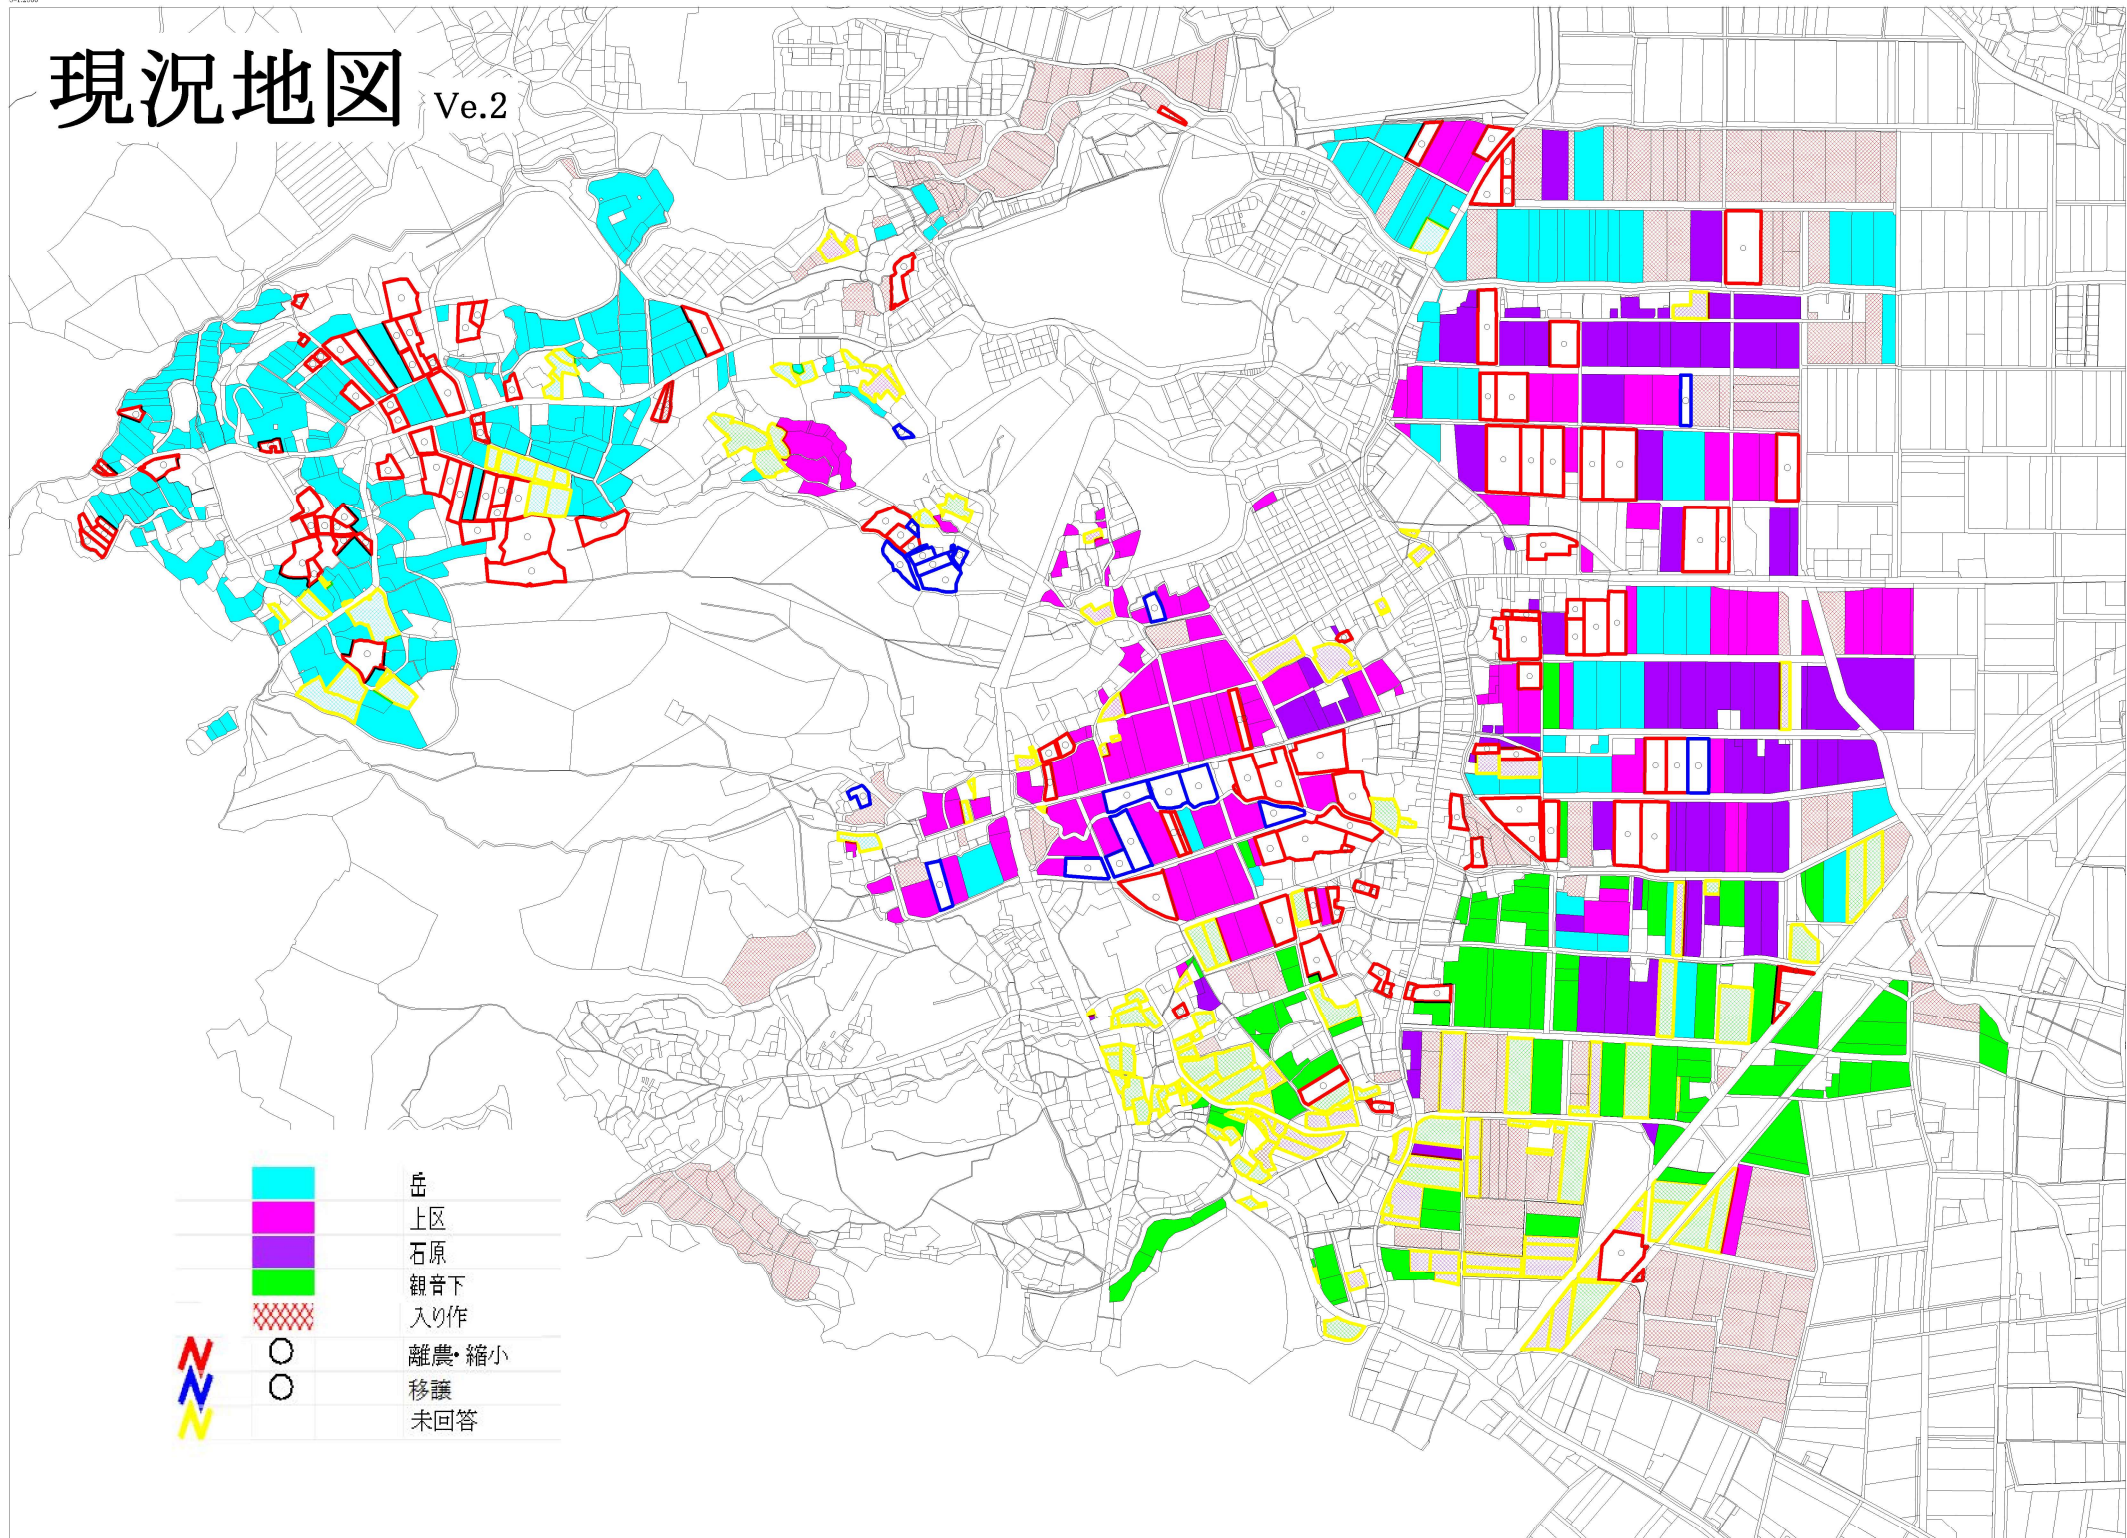 現況地図 Ve.2
岳
上区
石原
観音下
入り作
離農・縮小
移譲
未回答